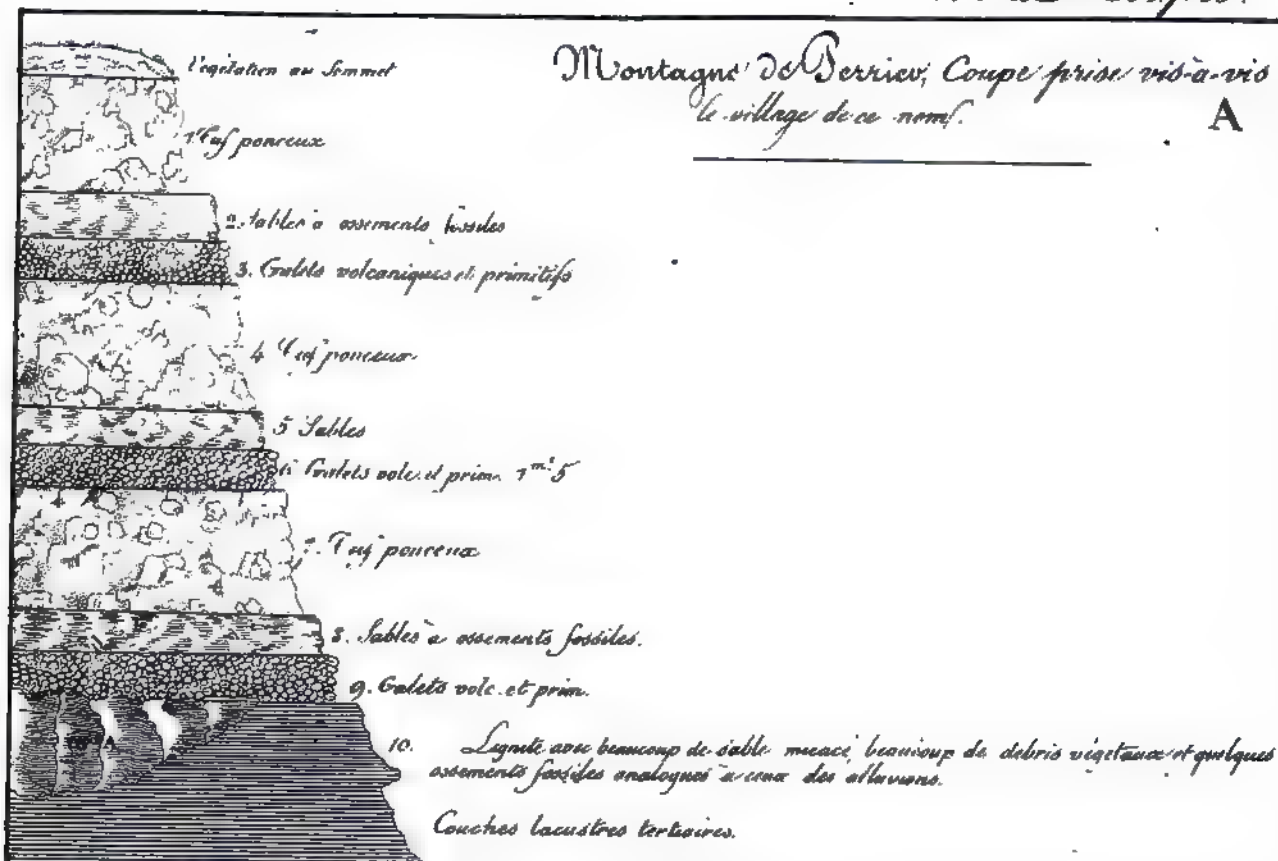 Montagne de Perrier, Coupe prise vis-à-vis
le village de ce nom.
A
Végétation au Sommet
1 Tuf ponceux
2. Sables à ossements fossiles
3. Galets volcaniques et primitifs
4 Tuf ponceux
5 Sables
6 Galets volc. et prim. 1m.5
7. Tuf ponceux
8. Sables à ossements fossiles.
9. Galets volc. et prim.
10. Lignite avec beaucoup de sable micacé, beaucoup de débris végétaux et quelques
ossements fossiles analogues à ceux des alluvions.
Couches lacustres tertiaires.